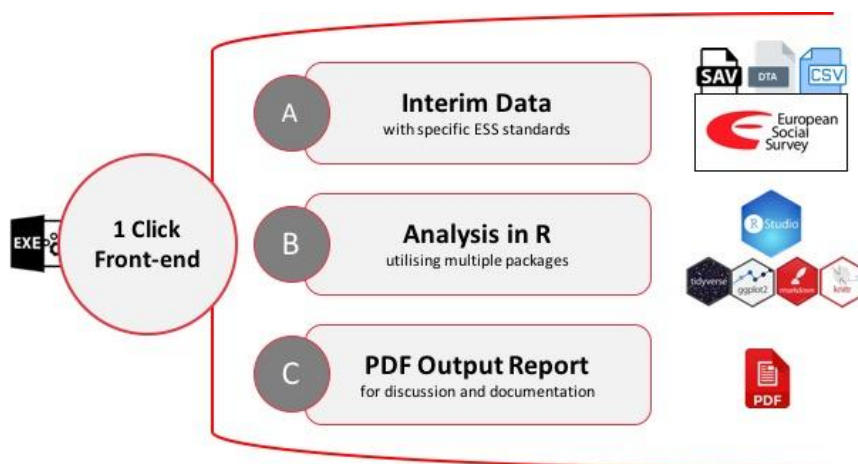 EXE
1 Click
Front-end
A
Interim Data
with specific ESS standards
SAV
DTA
CSV
European
Social
Survey
B
Analysis in R
utilising multiple packages
R Studio
tidyverse
ggplot2
rmarkdown
knitr
C
PDF Output Report
for discussion and documentation
PDF